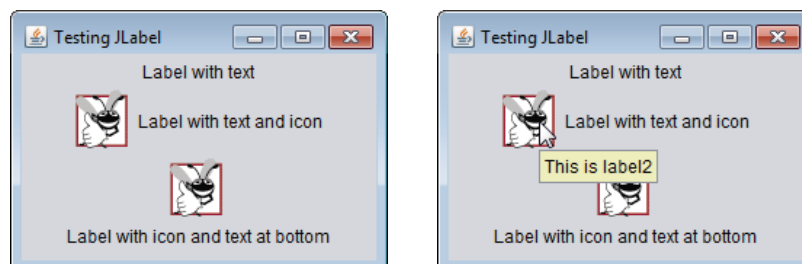 Testing JLabel
Label with text
Label with text and icon
Label with icon and text at bottom
Testing JLabel
Label with text
Label with text and icon
This is label2
Label with icon and text at bottom